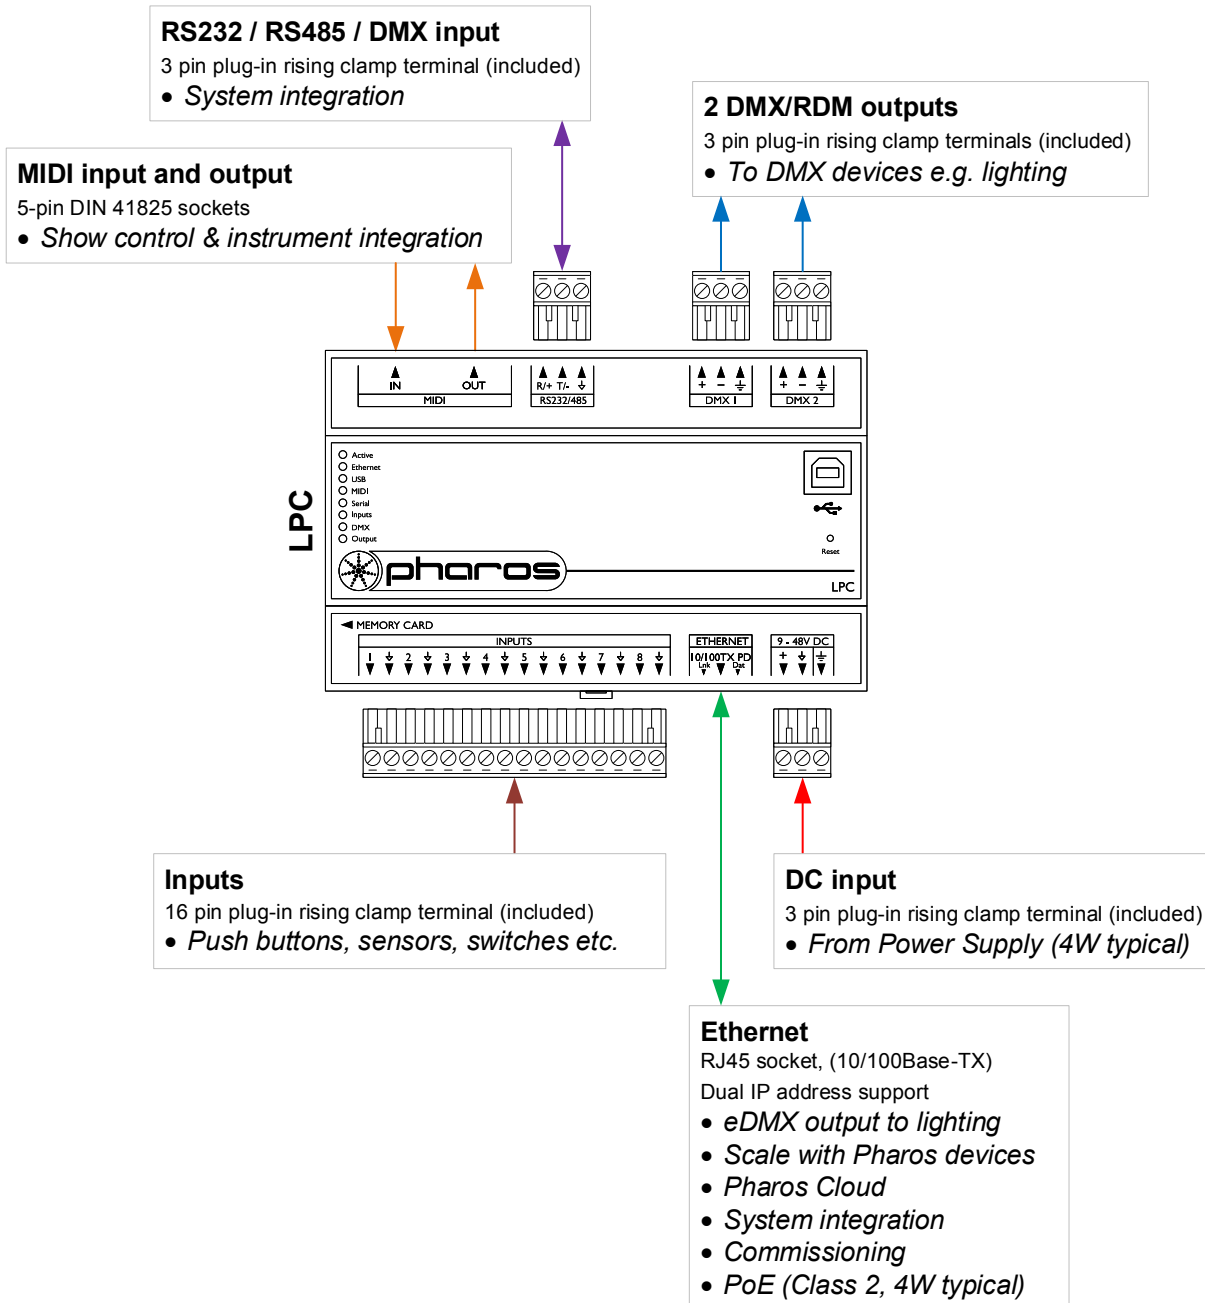 RS232 / RS485 / DMX input
3 pin plug-in rising clamp terminal (included)
• System integration
2 DMX/RDM outputs
3 pin plug-in rising clamp terminals (included)
• To DMX devices e.g. lighting
MIDI input and output
5-pin DIN 41825 sockets
• Show control & instrument integration
IN OUT
MIDI
R/+ T/-
RS232/485
+ −
DMX 1
+ −
DMX 2
LPC
Active
Ethernet
USB
MIDI
Serial
Inputs
DMX
Output
Reset
pharos
LPC
MEMORY CARD
INPUTS
1 2 3 4 5 6 7 8
ETHERNET
10/100TX PD
Lnk Dat
9 - 48V DC
+
Inputs
16 pin plug-in rising clamp terminal (included)
• Push buttons, sensors, switches etc.
DC input
3 pin plug-in rising clamp terminal (included)
• From Power Supply (4W typical)
Ethernet
RJ45 socket, (10/100Base-TX)
Dual IP address support
• eDMX output to lighting
• Scale with Pharos devices
• Pharos Cloud
• System integration
• Commissioning
• PoE (Class 2, 4W typical)